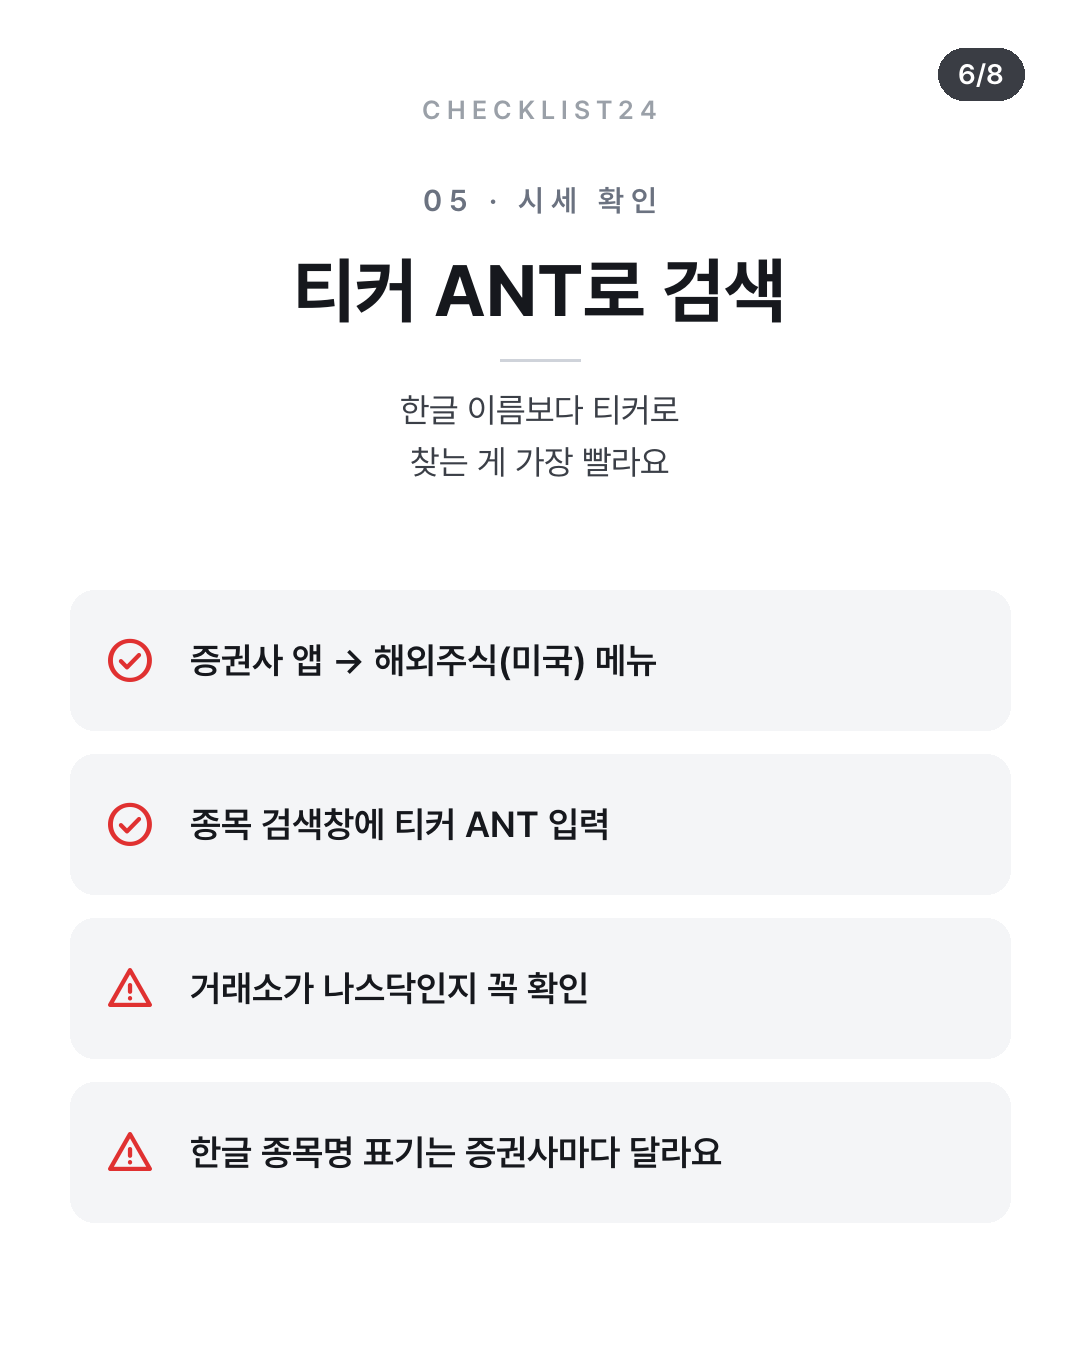 6/8
CHECKLIST24
05 · 시세 확인
티커 ANT로 검색
한글 이름보다 티커로
찾는 게 가장 빨라요
증권사 앱 → 해외주식(미국) 메뉴
종목 검색창에 티커 ANT 입력
거래소가 나스닥인지 꼭 확인
한글 종목명 표기는 증권사마다 달라요